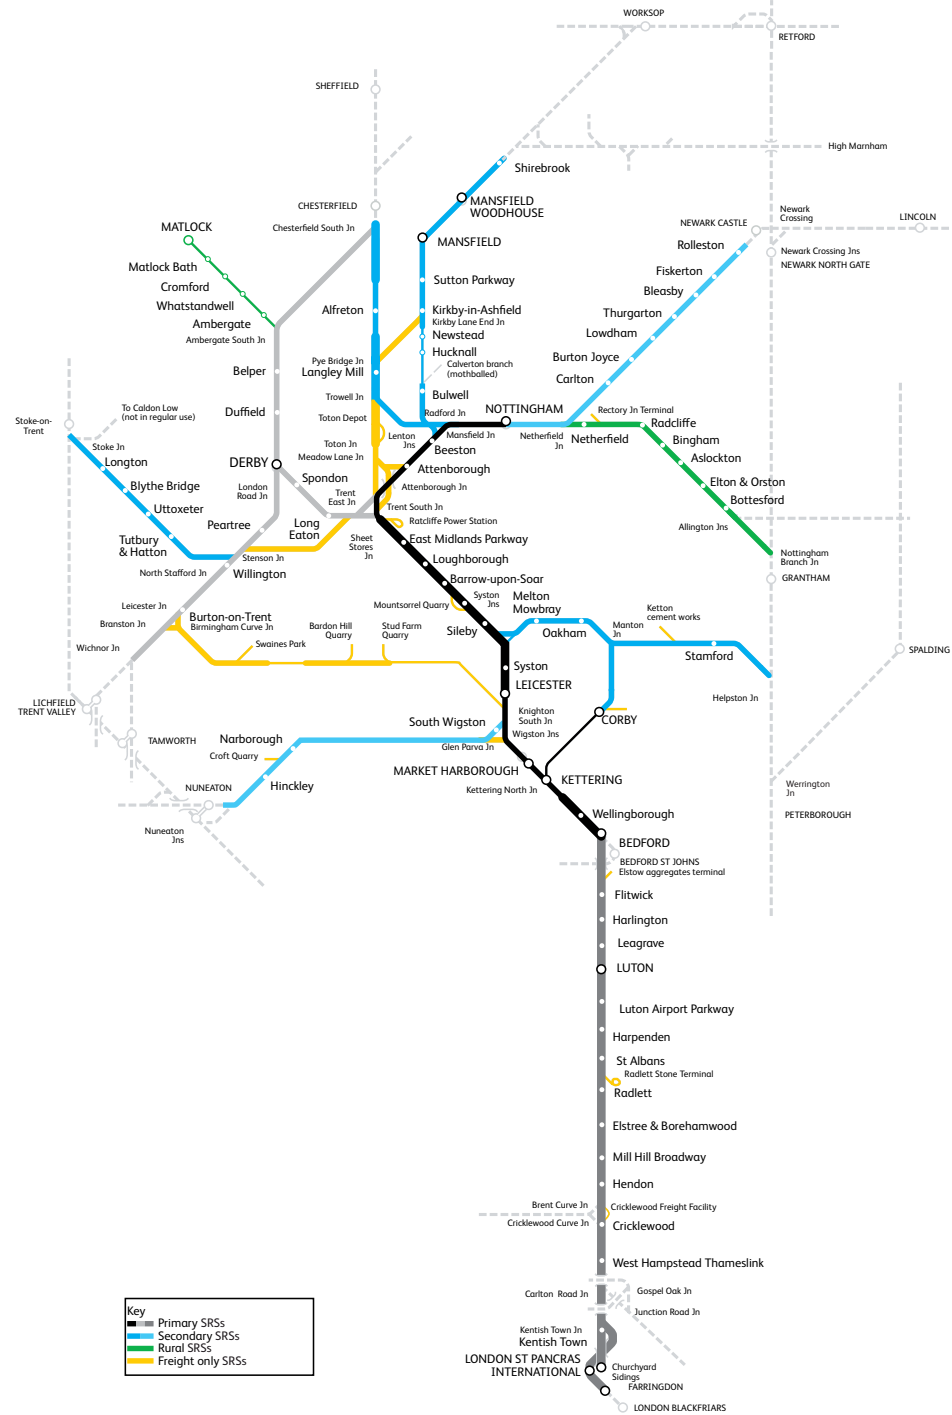 WORKSOP
RETFORD
SHEFFIELD
High Marnham
Shirebrook
MANSFIELD
WOODHOUSE
CHESTERFIELD
Chesterfield South Jn
MATLOCK
MANSFIELD
NEWARK CASTLE
Newark
Crossing
LINCOLN
Rolleston
Newark Crossing Jns
NEWARK NORTH GATE
Matlock Bath
Cromford
Whatstandwell
Ambergate
Ambergate South Jn
Sutton Parkway
Fiskerton
Bleasby
Thurgarton
Lowdham
Burton Joyce
Carlton
Alfreton
Kirkby-in-Ashfield
Kirkby Lane End Jn
Newstead
Hucknall
Calverton branch
(mothballed)
Pye Bridge Jn
Langley Mill
Belper
Trowell Jn
Bulwell
Radford Jn
NOTTINGHAM
Rectory Jn Terminal
Duffield
Toton Depot
To Caldon Low
(not in regular use)
Stoke-on-
Trent
Stoke Jn
Lenton
Jns
Mansfield Jn
Netherfield
Jn
Netherfield
Radcliffe
Bingham
Aslockton
Elton & Orston
Bottesford
Allington Jns
Toton Jn
Meadow Lane Jn
Beeston
Attenborough
Attenborough Jn
Longton
Blythe Bridge
Uttoxeter
Tutbury
& Hatton
DERBY
London
Road Jn
Spondon
Trent
East Jn
Trent South Jn
Ratcliffe Power Station
Long
Eaton
Peartree
Sheet
Stores
Jn
East Midlands Parkway
Nottingham
Branch Jn
GRANTHAM
Stenson Jn
North Stafford Jn
Willington
Loughborough
Barrow-upon-Soar
Syston
Jns
Melton
Mowbray
Mountsorrel Quarry
Sileby
Oakham
Manton
Jn
Ketton
cement works
Stamford
Helpston Jn
SPALDING
Leicester Jn
Branston Jn
Wichnor Jn
Burton-on-Trent
Birmingham Curve Jn
Swaines Park
Bardon Hill
Quarry
Stud Farm
Quarry
Syston
LEICESTER
LICHFIELD
TRENT VALLEY
TAMWORTH
Knighton
South Jn
Wigston Jns
CORBY
South Wigston
Glen Parva Jn
Narborough
Croft Quarry
Hinckley
NUNEATON
Nuneaton
Jns
MARKET HARBOROUGH
Kettering North Jn
KETTERING
Werrington
Jn
PETERBOROUGH
Wellingborough
BEDFORD
BEDFORD ST JOHNS
Elstow aggregates terminal
Flitwick
Harlington
Leagrave
LUTON
Luton Airport Parkway
Harpenden
St Albans
Radlett Stone Terminal
Radlett
Elstree & Borehamwood
Mill Hill Broadway
Hendon
Brent Curve Jn
Cricklewood Freight Facility
Cricklewood Curve Jn
Cricklewood
West Hampstead Thameslink
Carlton Road Jn
Gospel Oak Jn
Junction Road Jn
Kentish Town Jn
Kentish Town
LONDON ST PANCRAS
INTERNATIONAL
Churchyard
Sidings
FARRINGDON
LONDON BLACKFRIARS
Key
Primary SRSs
Secondary SRSs
Rural SRSs
Freight only SRSs